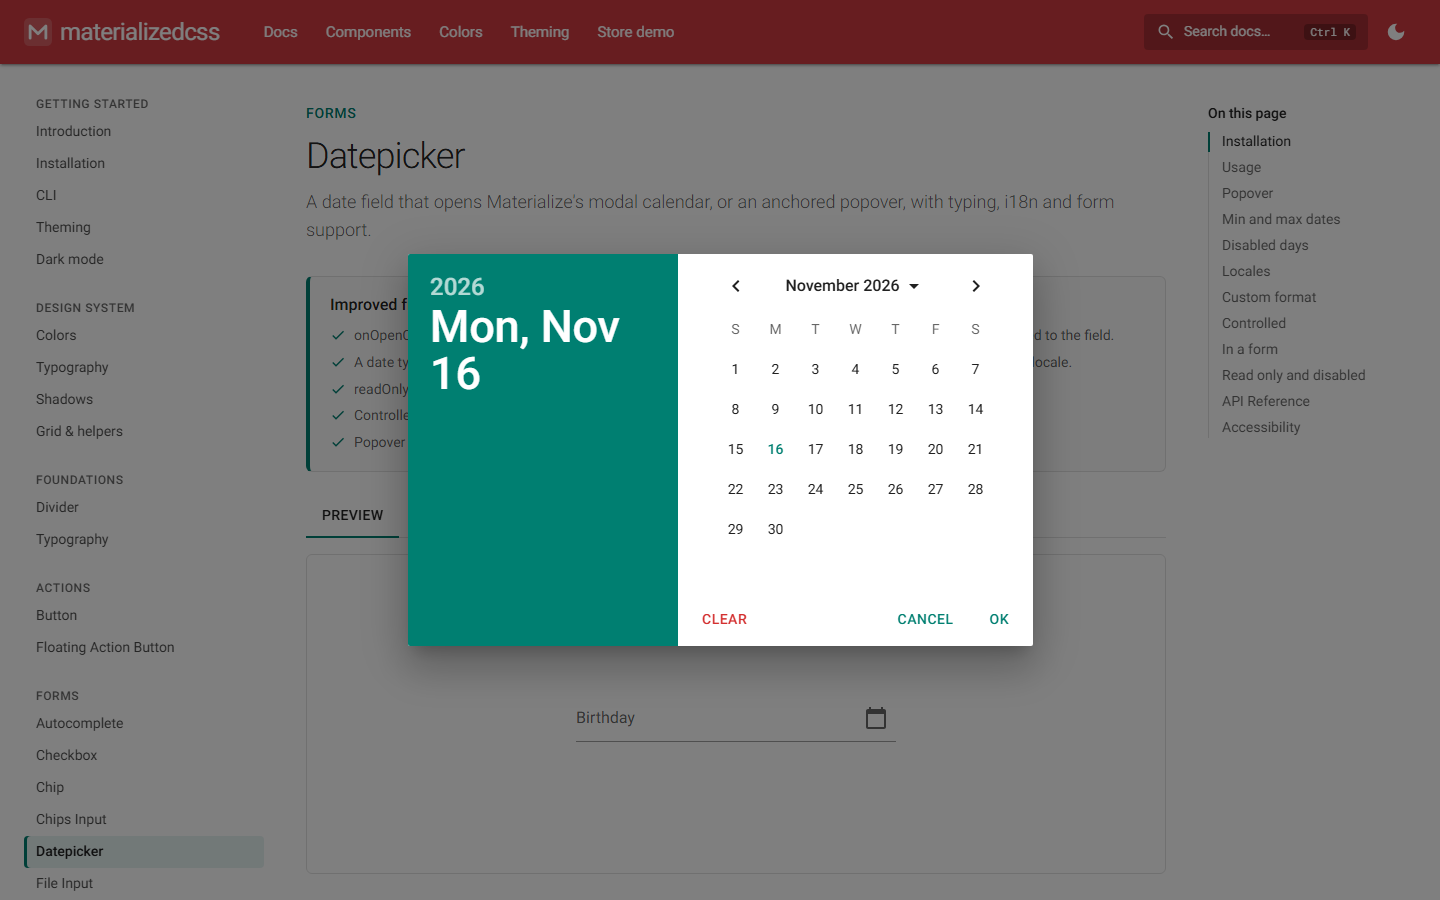 materializedcss
Docs
Components
Colors
Theming
Store demo
Search docs...
Ctrl K
GETTING STARTED
Introduction
Installation
CLI
Theming
Dark mode
DESIGN SYSTEM
Colors
Typography
Shadows
Grid & helpers
FOUNDATIONS
Divider
Typography
ACTIONS
Button
Floating Action Button
FORMS
Autocomplete
Checkbox
Chip
Chips Input
Datepicker
File Input
FORMS
Datepicker
A date field that opens Materialize's modal calendar, or an anchored popover, with typing, i18n and form
support.
Improved f
onOpenC
d to the field.
A date ty
locale.
readOnly
Controlle
Popover
PREVIEW
Birthday
2026
Mon, Nov
16
November 2026
S M T W T F S
1 2 3 4 5 6 7
8 9 10 11 12 13 14
15 16 17 18 19 20 21
22 23 24 25 26 27 28
29 30
CLEAR
CANCEL
OK
On this page
Installation
Usage
Popover
Min and max dates
Disabled days
Locales
Custom format
Controlled
In a form
Read only and disabled
API Reference
Accessibility